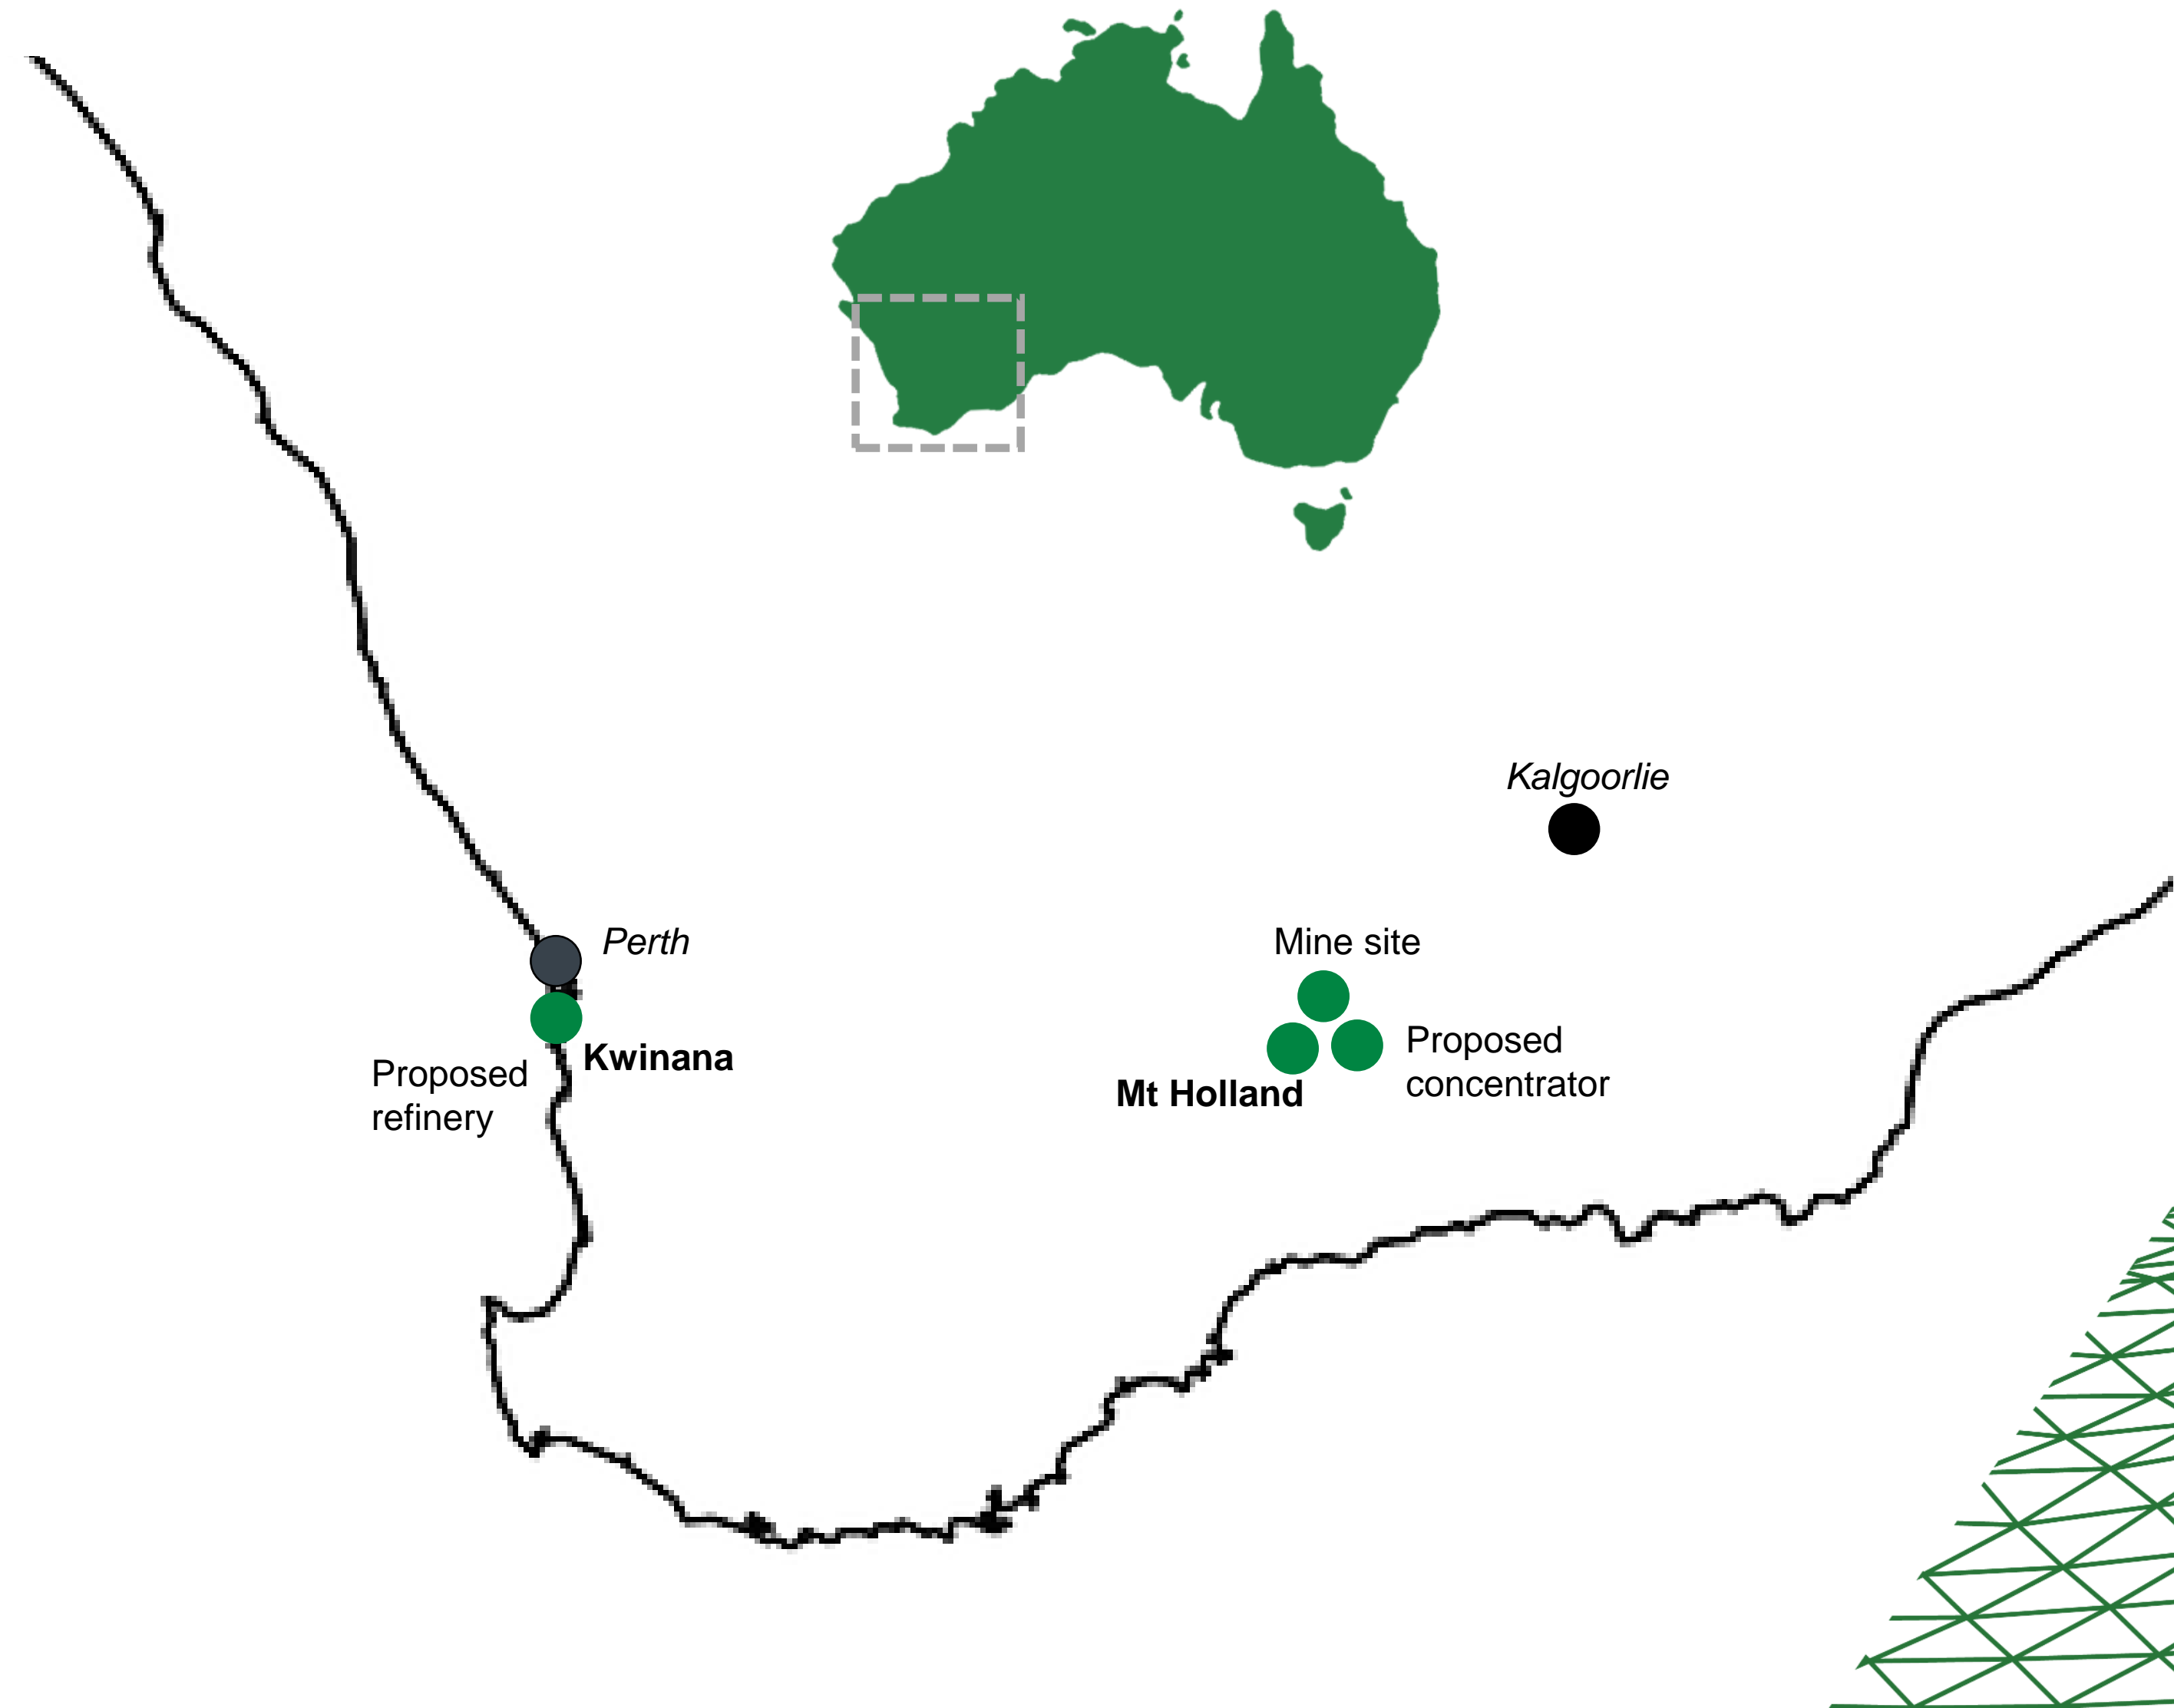 Kalgoorlie
Perth
Mine site
Proposed
concentrator
Kwinana
Proposed
refinery
Mt Holland